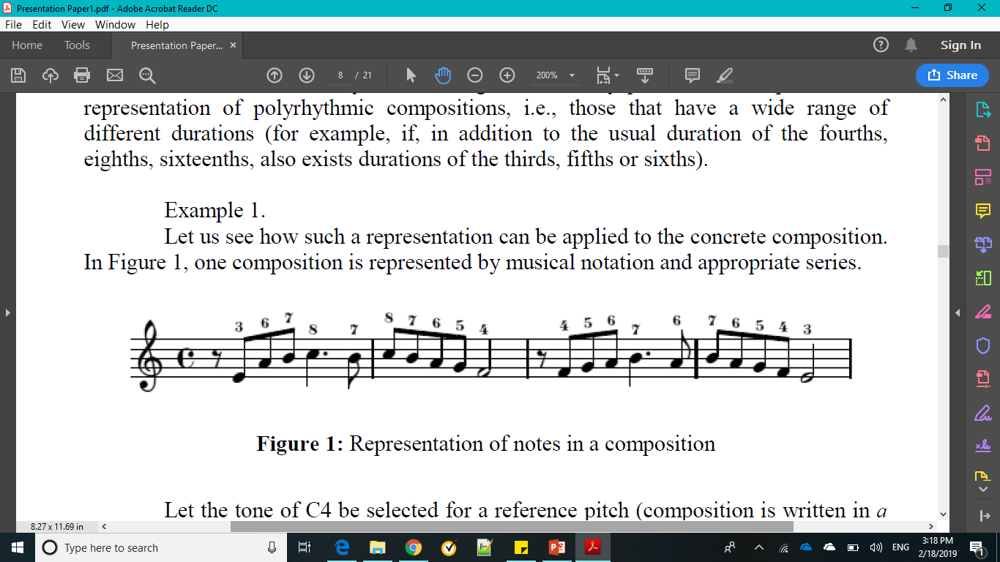 Presentation Paper1.pdf - Adobe Acrobat Reader DC
File Edit View Window Help
Home Tools Presentation Paper... × Sign In
8 / 21 200% Share
representation of polyrhythmic compositions, i.e., those that have a wide range of
different durations (for example, if, in addition to the usual duration of the fourths,
eighths, sixteenths, also exists durations of the thirds, fifths or sixths).
Example 1.
Let us see how such a representation can be applied to the concrete composition.
In Figure 1, one composition is represented by musical notation and appropriate series.
3 6 7 8 7 8 7 6 5 4 4 5 6 7 6 7 6 5 4 3
Figure 1: Representation of notes in a composition
Let the tone of C4 be selected for a reference pitch (composition is written in a
8.27 x 11.69 in
Type here to search
ENG
3:18 PM
2/18/2019
1